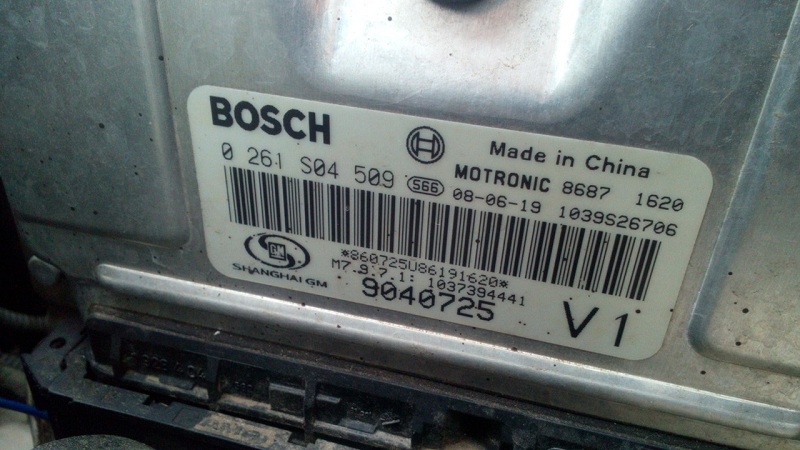 BOSCH
Made in China
0 261 S04 509
MOTRONIC 8687 1620
S66 08-06-19 1039S26706
*860725U86191620*
GM
SHANGHAI GM
M7.9.7.1: 1037394441
9040725
V1